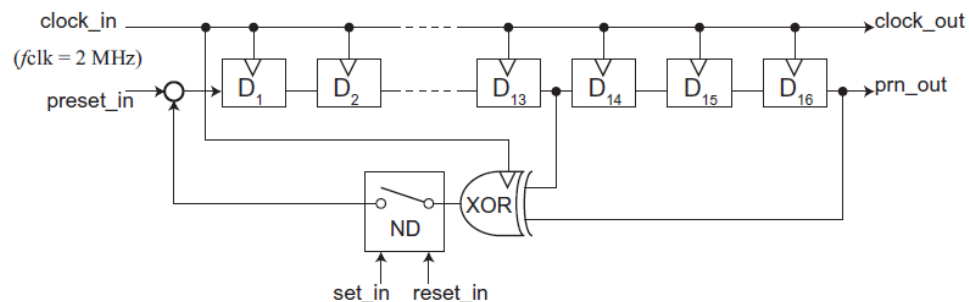 clock_in
clock_out
(fclk = 2 MHz)
preset_in
D1
D2
D13
D14
D15
D16
prn_out
XOR
ND
set_in
reset_in